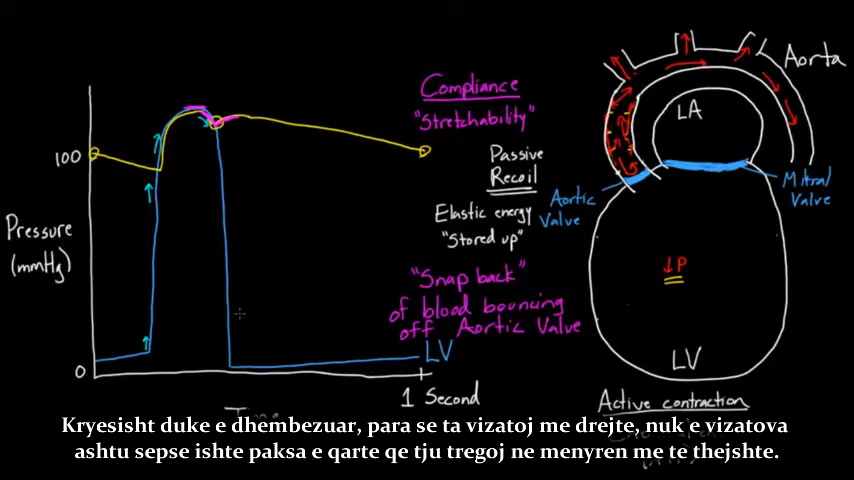 Compliance
"Stretchability"
Passive
Recoil
Elastic energy
"Stored up"
"Snap back"
of blood bouncing
off Aortic Valve
100
Pressure
(mmHg)
0
LV
1 Second
Aorta
LA
Aortic
Valve
Mitral
Valve
↓P
LV
Active contraction
Kryesisht duke e dhembezuar, para se ta vizatoj me drejte, nuk e vizatova
ashtu sepse ishte paksa e qarte qe tju tregoj ne menyren me te thejshte.